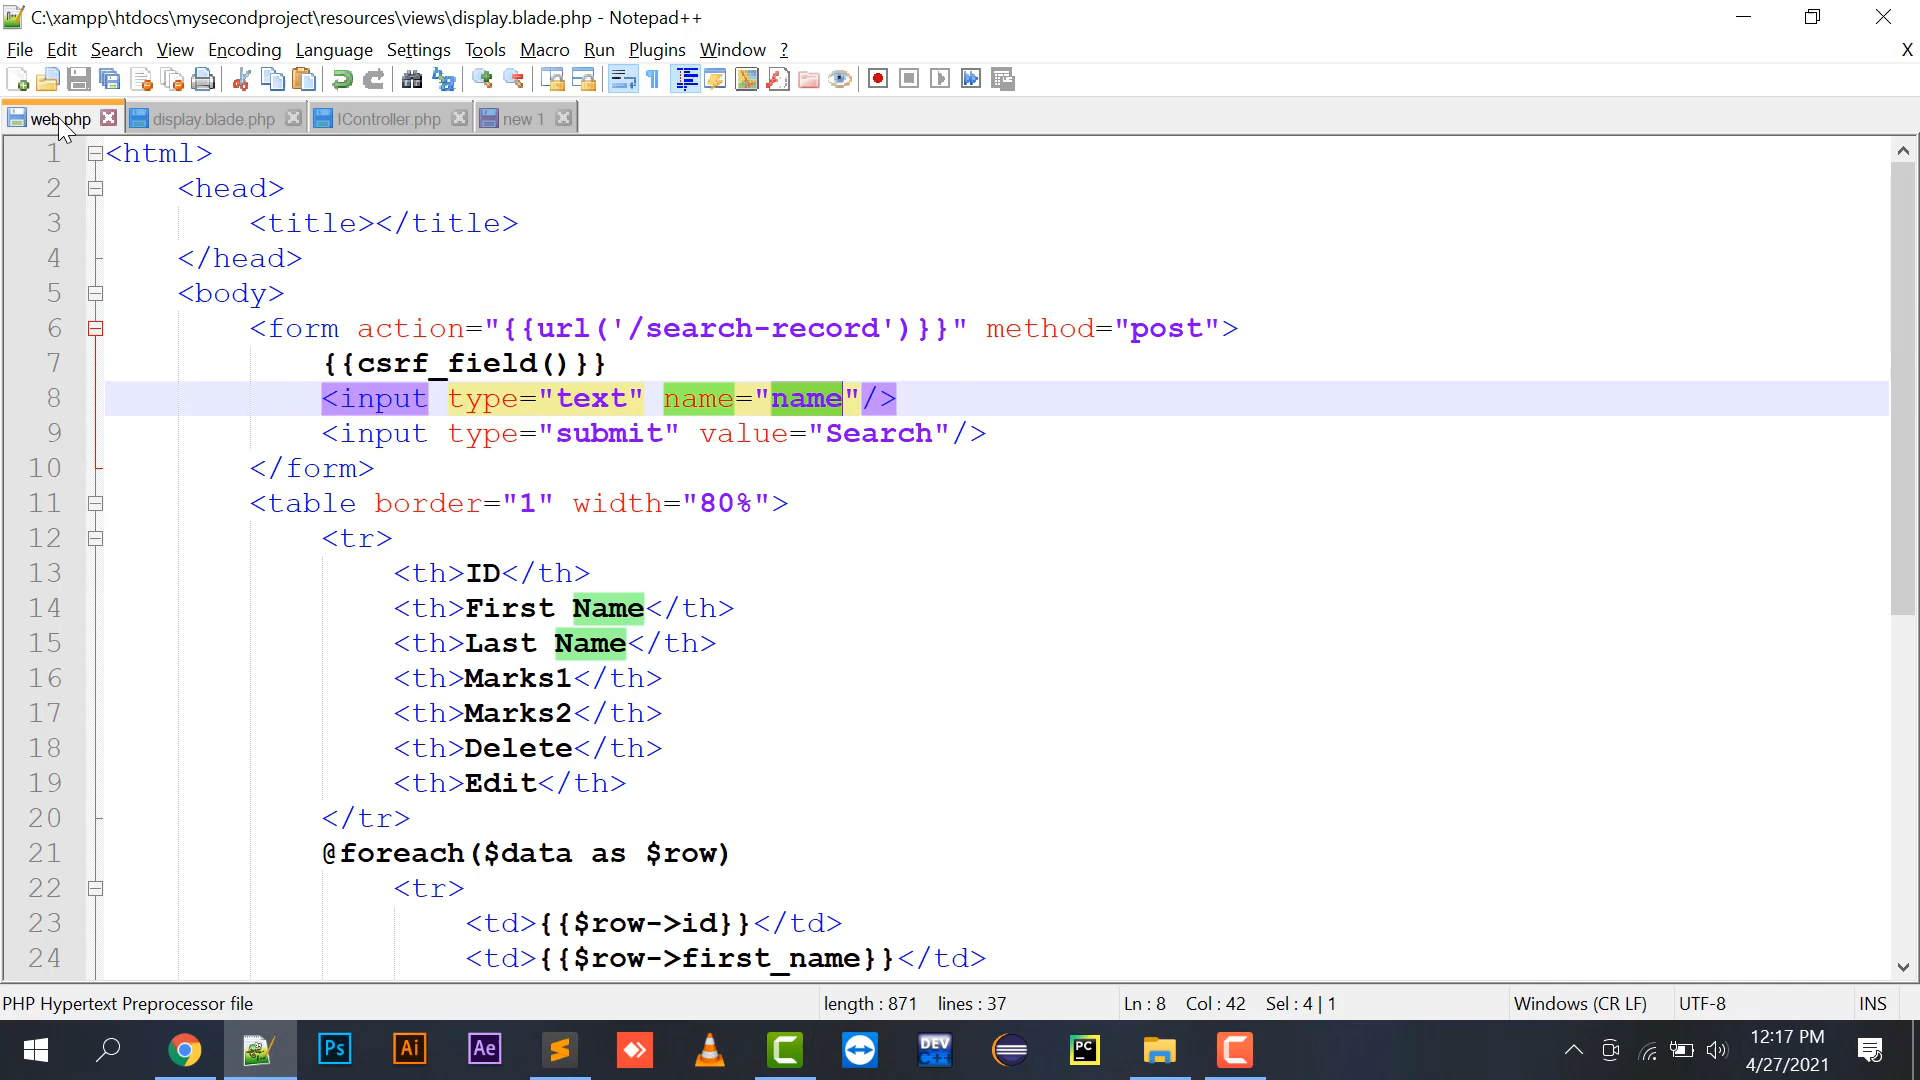 C:\xampp\htdocs\mysecondproject\resources\views\display.blade.php - Notepad++
File Edit Search View Encoding Language Settings Tools Macro Run Plugins Window ? X
web.php display.blade.php IController.php new 1
1 <html>
2 <head>
3 <title></title>
4 </head>
5 <body>
6 <form action="{{url('/search-record')}}" method="post">
7 {{csrf_field()}}
8 <input type="text" name="name"/>
9 <input type="submit" value="Search"/>
10 </form>
11 <table border="1" width="80%">
12 <tr>
13 <th>ID</th>
14 <th>First Name</th>
15 <th>Last Name</th>
16 <th>Marks1</th>
17 <th>Marks2</th>
18 <th>Delete</th>
19 <th>Edit</th>
20 </tr>
21 @foreach($data as $row)
22 <tr>
23 <td>{{$row->id}}</td>
24 <td>{{$row->first_name}}</td>
PHP Hypertext Preprocessor file length : 871 lines : 37 Ln : 8 Col : 42 Sel : 4 | 1 Windows (CR LF) UTF-8 INS
Ps Ai Ae DEV C++ PC
12:17 PM
4/27/2021